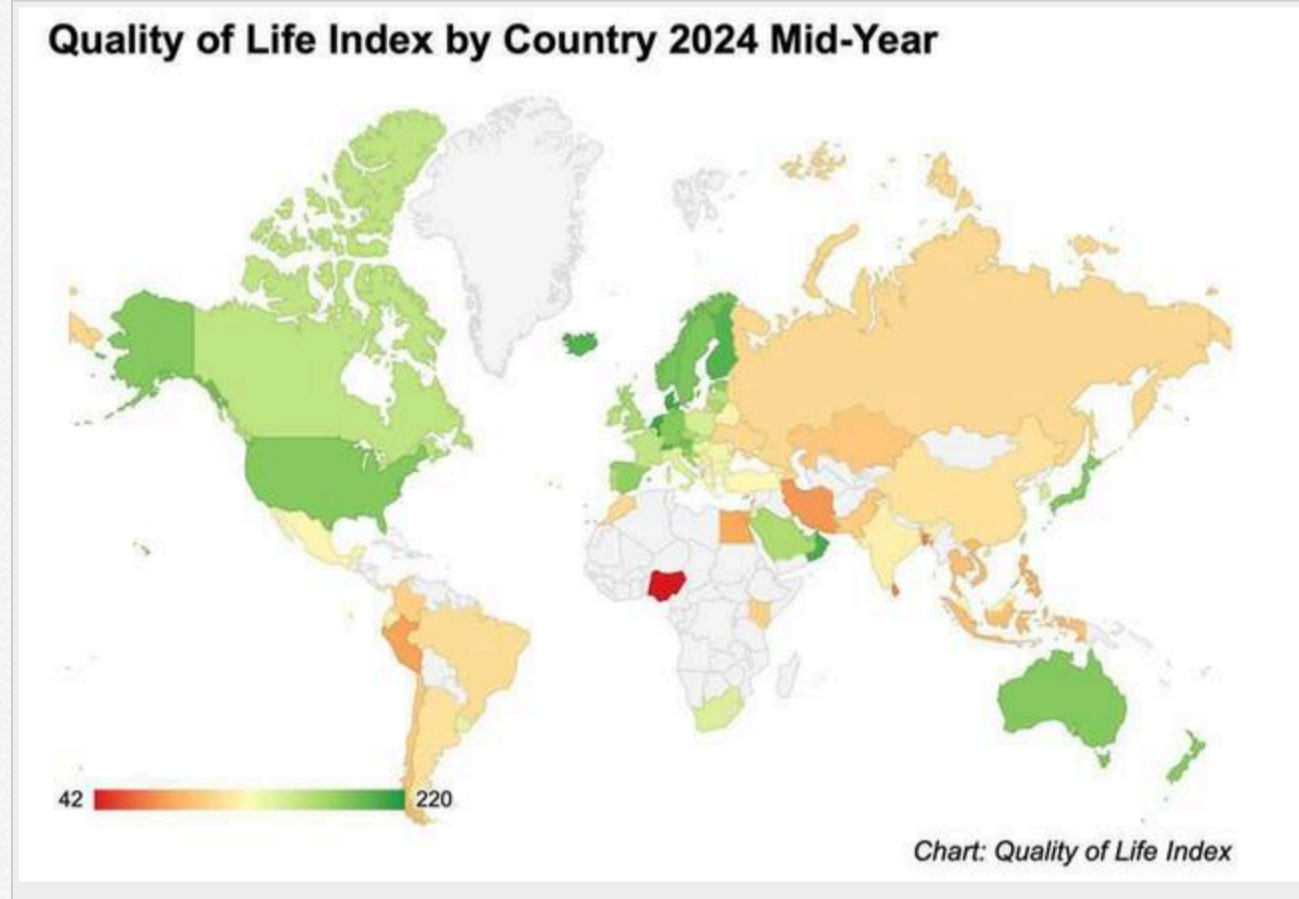 Quality of Life Index by Country 2024 Mid-Year
42
220
Chart: Quality of Life Index